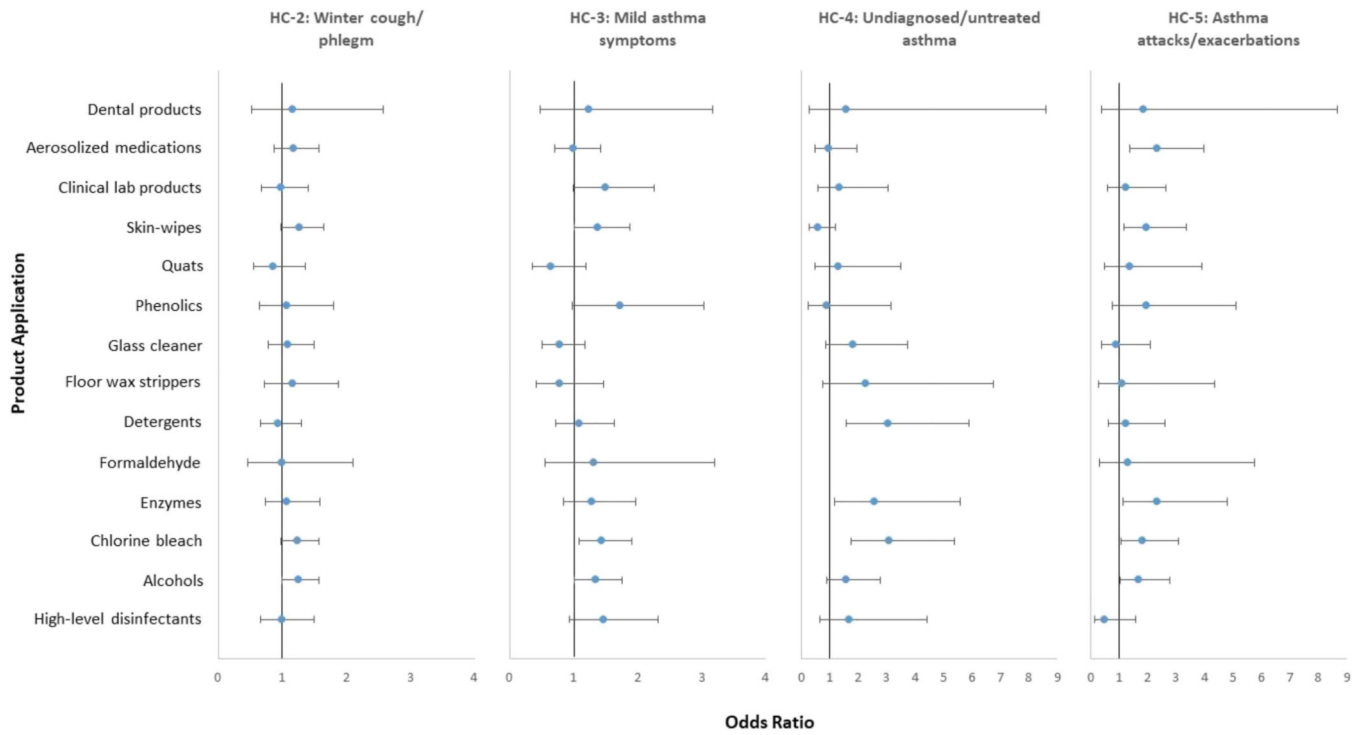 HC-2: Winter cough/
phlegm
HC-3: Mild asthma
symptoms
HC-4: Undiagnosed/untreated
asthma
HC-5: Asthma
attacks/exacerbations
Product Application
Dental products
Aerosolized medications
Clinical lab products
Skin-wipes
Quats
Phenolics
Glass cleaner
Floor wax strippers
Detergents
Formaldehyde
Enzymes
Chlorine bleach
Alcohols
High-level disinfectants
0 1 2 3 4
0 1 2 3 4
0 1 2 3 4 5 6 7 8 9
0 1 2 3 4 5 6 7 8 9
Odds Ratio